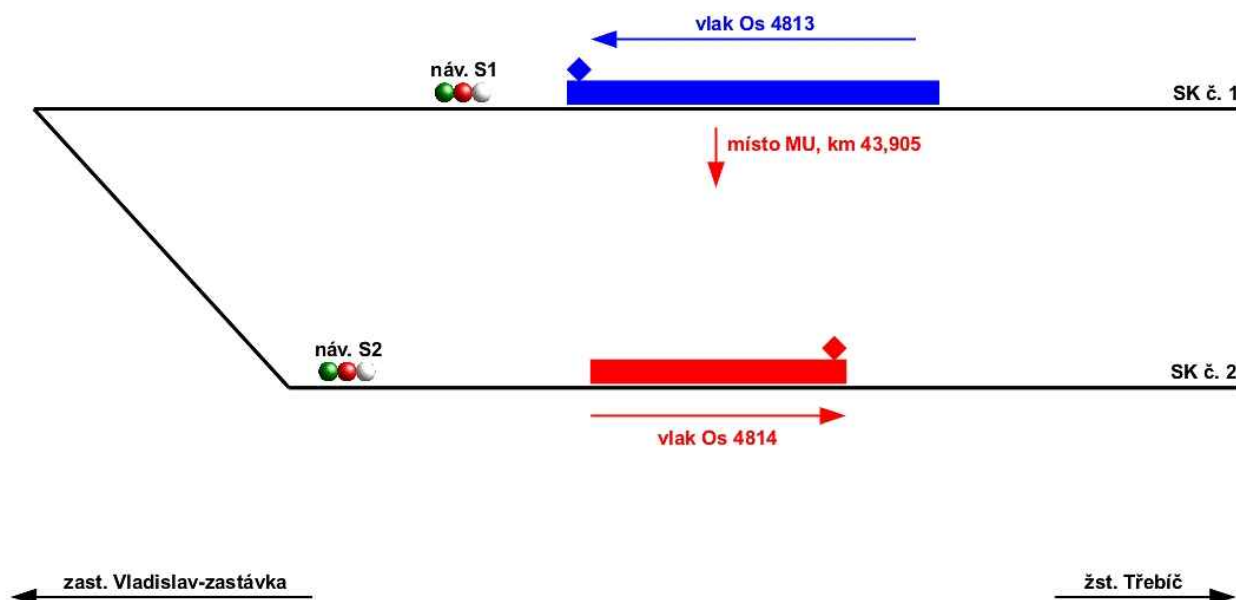 vlak Os 4813
náv. S1
SK č. 1
místo MU, km 43,905
náv. S2
SK č. 2
vlak Os 4814
zast. Vladislav-zastávka
žst. Třebíč